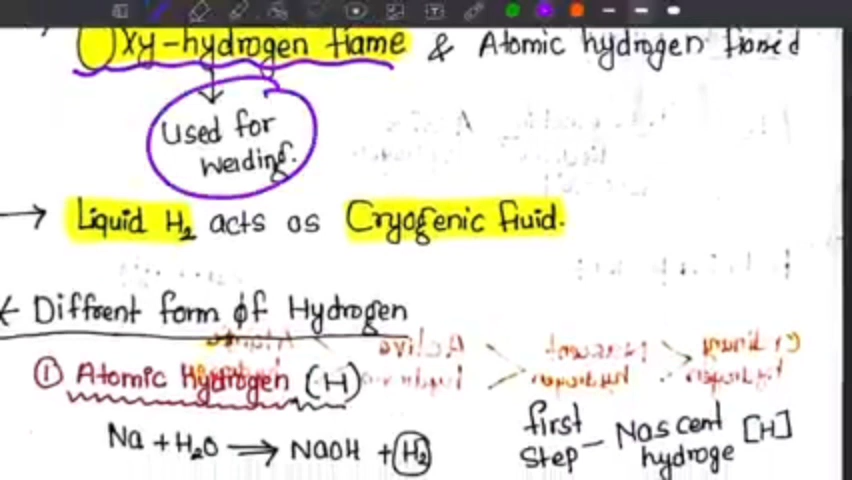 Oxy-hydrogen flame & Atomic hydrogen
Used for
welding.
→ Liquid H₂ acts as Cryogenic fluid.
← Diffrent form of Hydrogen
① Atomic hydrogen (H)
Na + H₂O → NaOH + H₂
first
step - Nascent [H]
hydroge